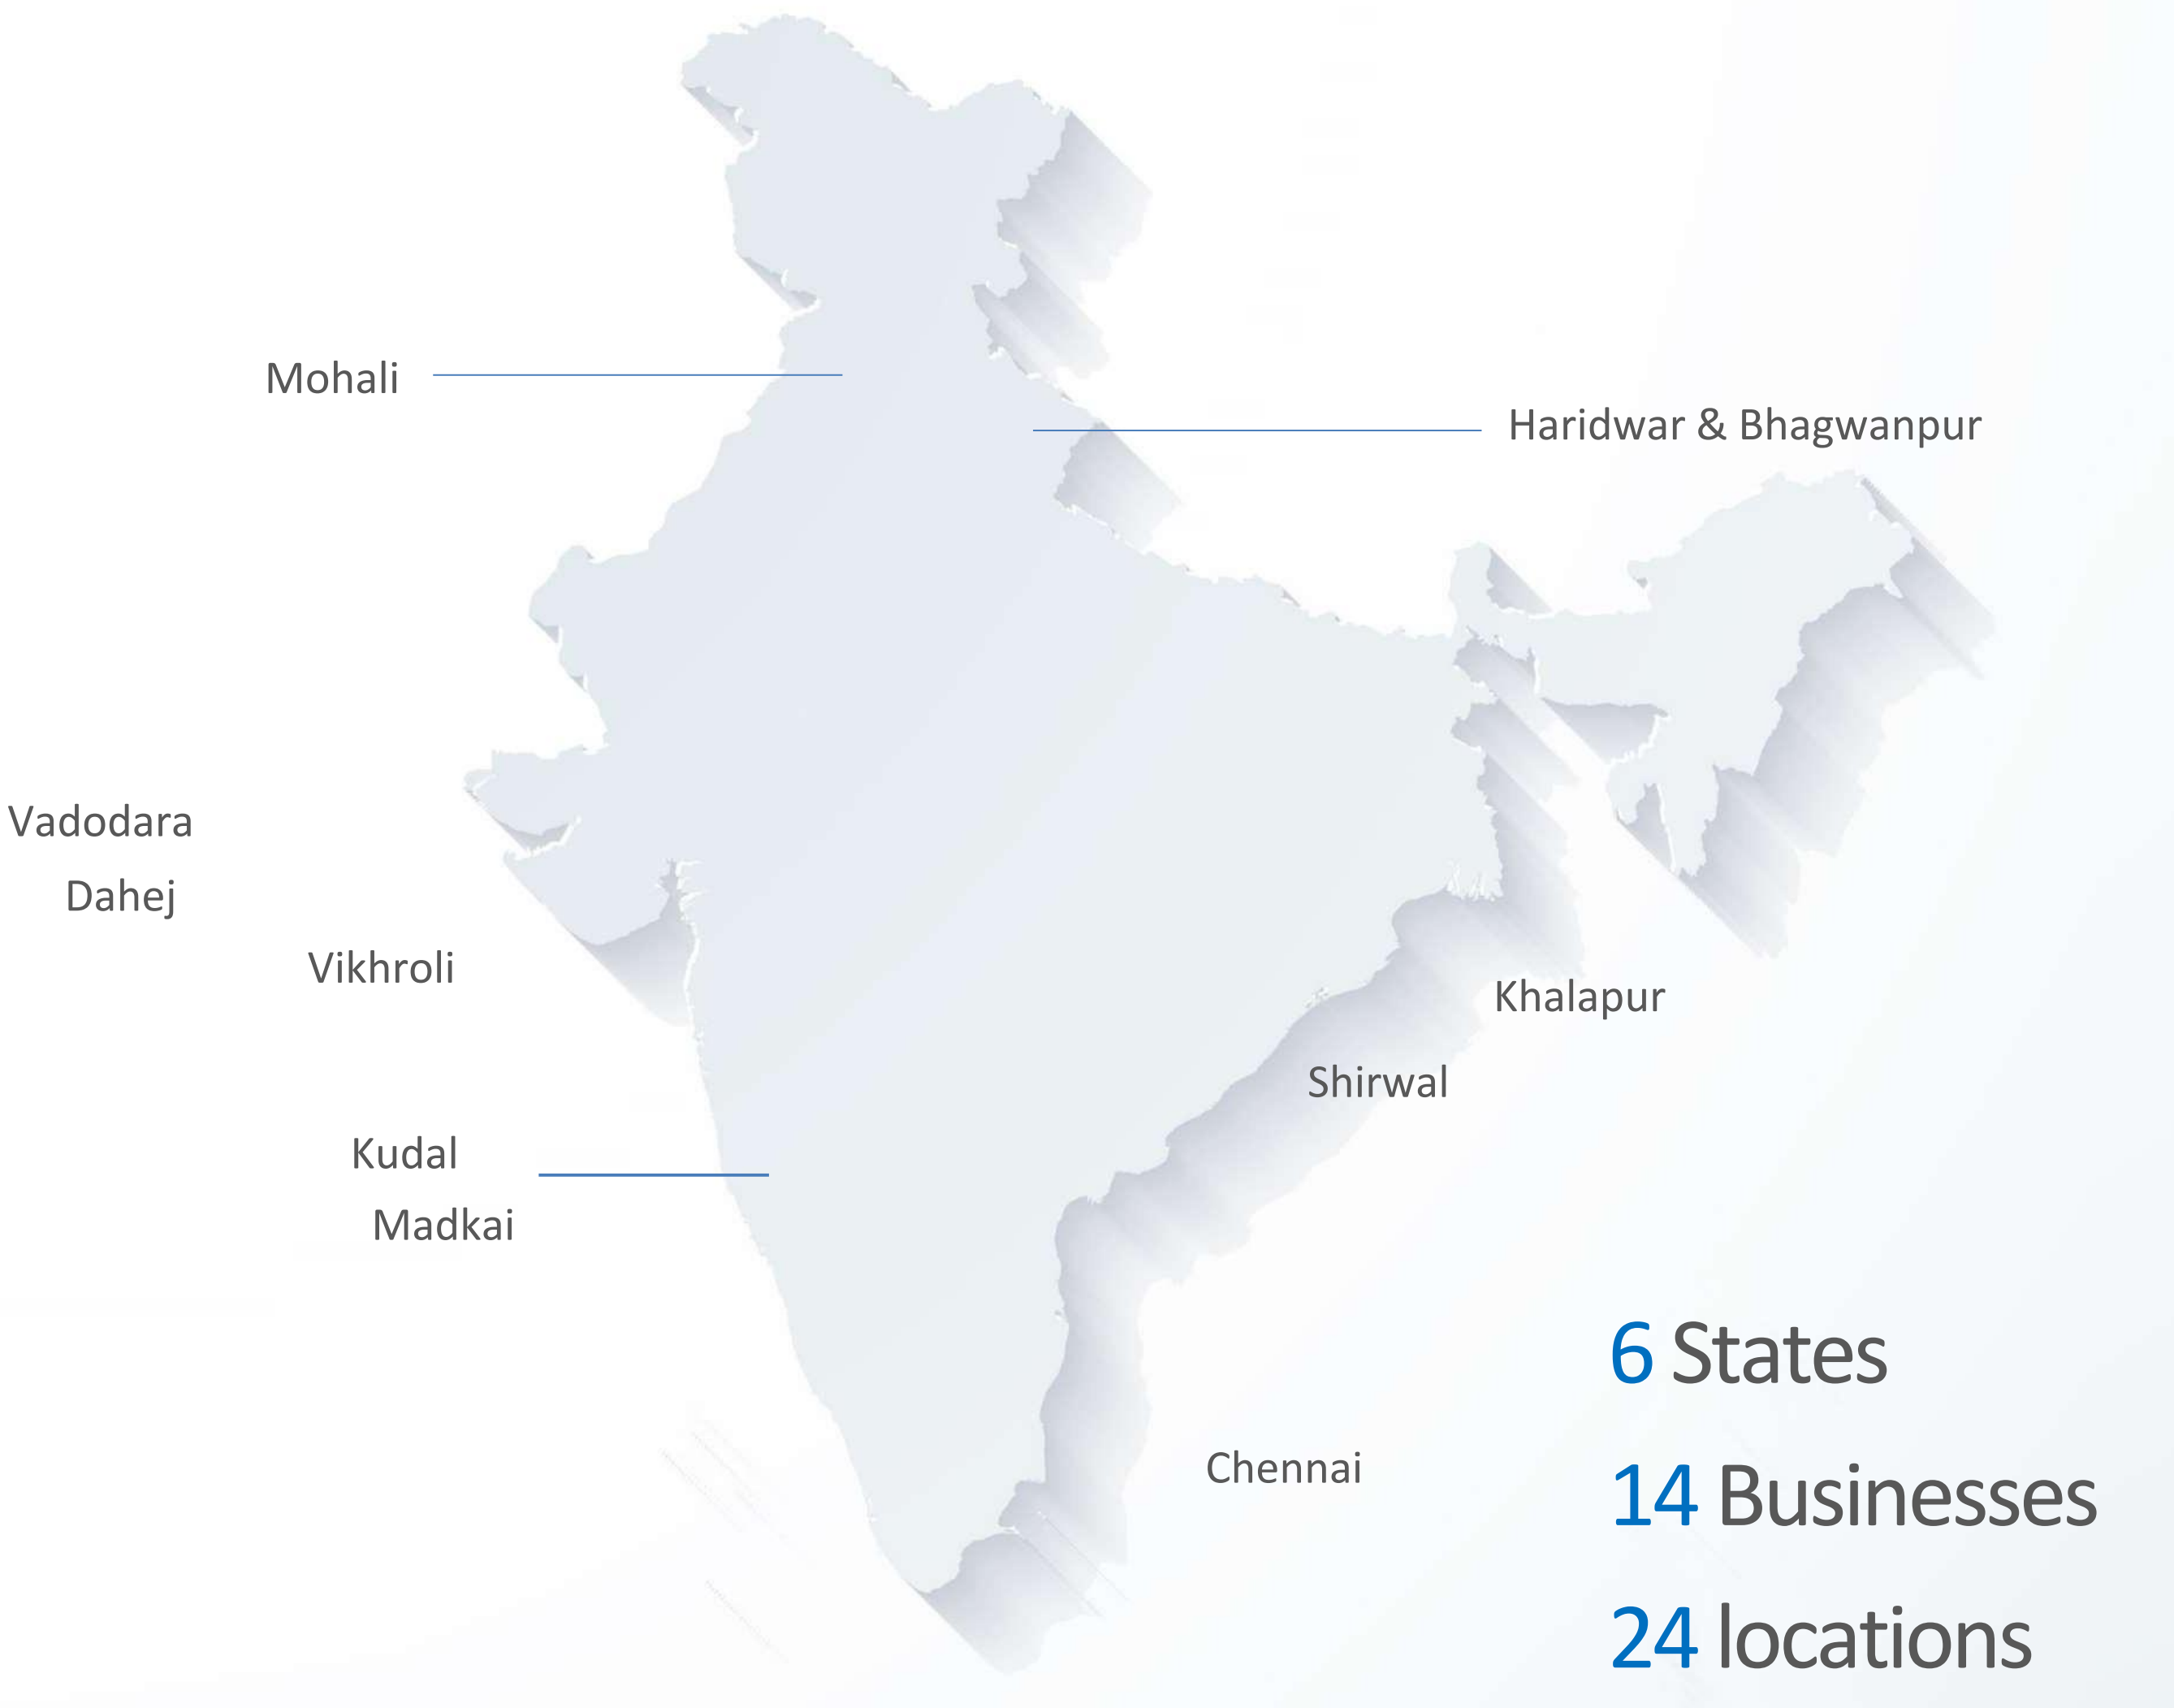 Mohali
Haridwar & Bhagwanpur
Vadodara
Dahej
Vikhroli
Khalapur
Shirwal
Kudal
Madkai
Chennai
6 States
14 Businesses
24 locations